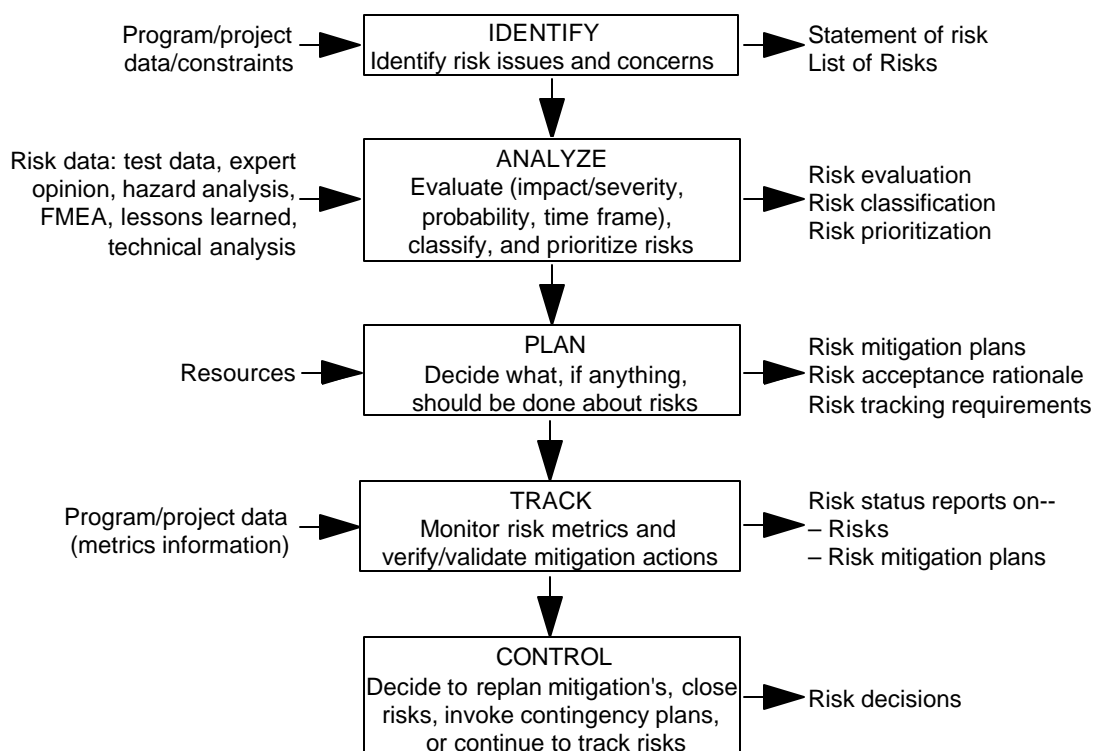 Program/project
data/constraints
IDENTIFY
Identify risk issues and concerns
Statement of risk
List of Risks
Risk data: test data, expert
opinion, hazard analysis,
FMEA, lessons learned,
technical analysis
ANALYZE
Evaluate (impact/severity,
probability, time frame),
classify, and prioritize risks
Risk evaluation
Risk classification
Risk prioritization
Resources
PLAN
Decide what, if anything,
should be done about risks
Risk mitigation plans
Risk acceptance rationale
Risk tracking requirements
Program/project data
(metrics information)
TRACK
Monitor risk metrics and
verify/validate mitigation actions
Risk status reports on--
– Risks
– Risk mitigation plans
CONTROL
Decide to replan mitigation's, close
risks, invoke contingency plans,
or continue to track risks
Risk decisions